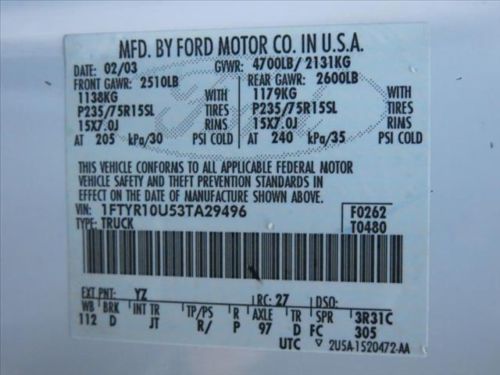 MFD. BY FORD MOTOR CO. IN U.S.A.
DATE: 02/03 GVWR: 4700LB/ 2131KG
FRONT GAWR: 2510LB REAR GAWR: 2600LB
1138KG WITH 1179KG WITH
P235/75R15SL TIRES P235/75R15SL TIRES
15X7.0J RIMS 15X7.0J RIMS
AT 205 kPa/30 PSI COLD AT 240 kPa/35 PSI COLD
THIS VEHICLE CONFORMS TO ALL APPLICABLE FEDERAL MOTOR
VEHICLE SAFETY AND THEFT PREVENTION STANDARDS IN
EFFECT ON THE DATE OF MANUFACTURE SHOWN ABOVE.
VIN: 1FTYR10U53TA29496 F0262
TYPE: TRUCK T0480
EXT PNT: YZ RC: 27 DSO:
WB BRK INT TR TP/PS R AXLE TR SPR 3R31C
112 D JT R/ P 97 D FC 305
UTC ▽ 2U5A-1520472-AA